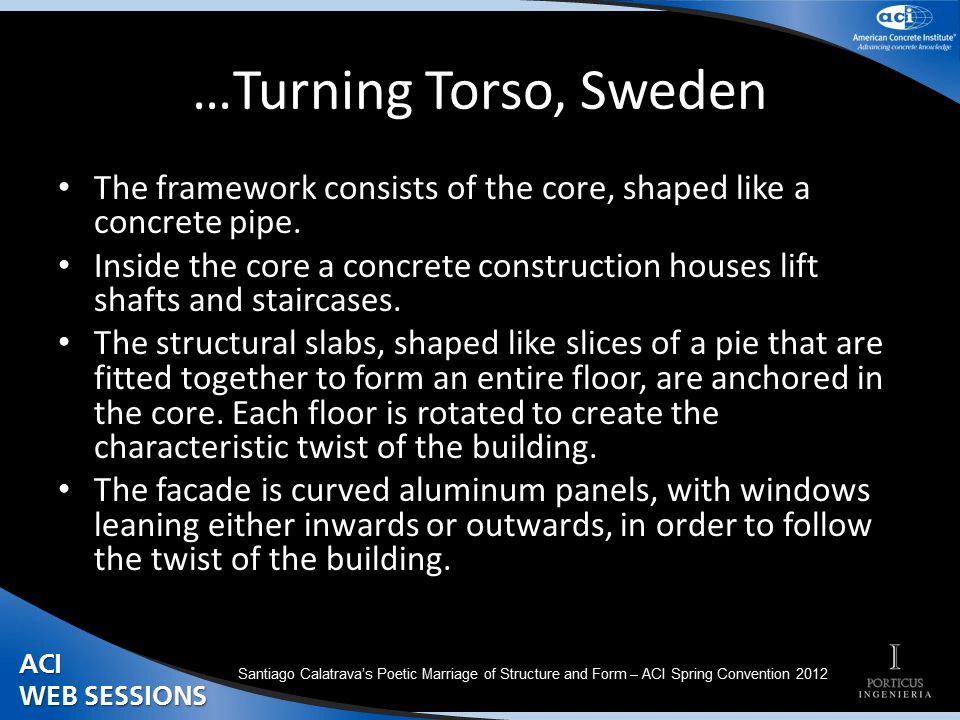 aci
American Concrete Institute®
Advancing concrete knowledge
…Turning Torso, Sweden
• The framework consists of the core, shaped like a
concrete pipe.
• Inside the core a concrete construction houses lift
shafts and staircases.
• The structural slabs, shaped like slices of a pie that are
fitted together to form an entire floor, are anchored in
the core. Each floor is rotated to create the
characteristic twist of the building.
• The facade is curved aluminum panels, with windows
leaning either inwards or outwards, in order to follow
the twist of the building.
ACI
WEB SESSIONS
Santiago Calatrava’s Poetic Marriage of Structure and Form – ACI Spring Convention 2012
I
PORTICUS
INGENIERIA